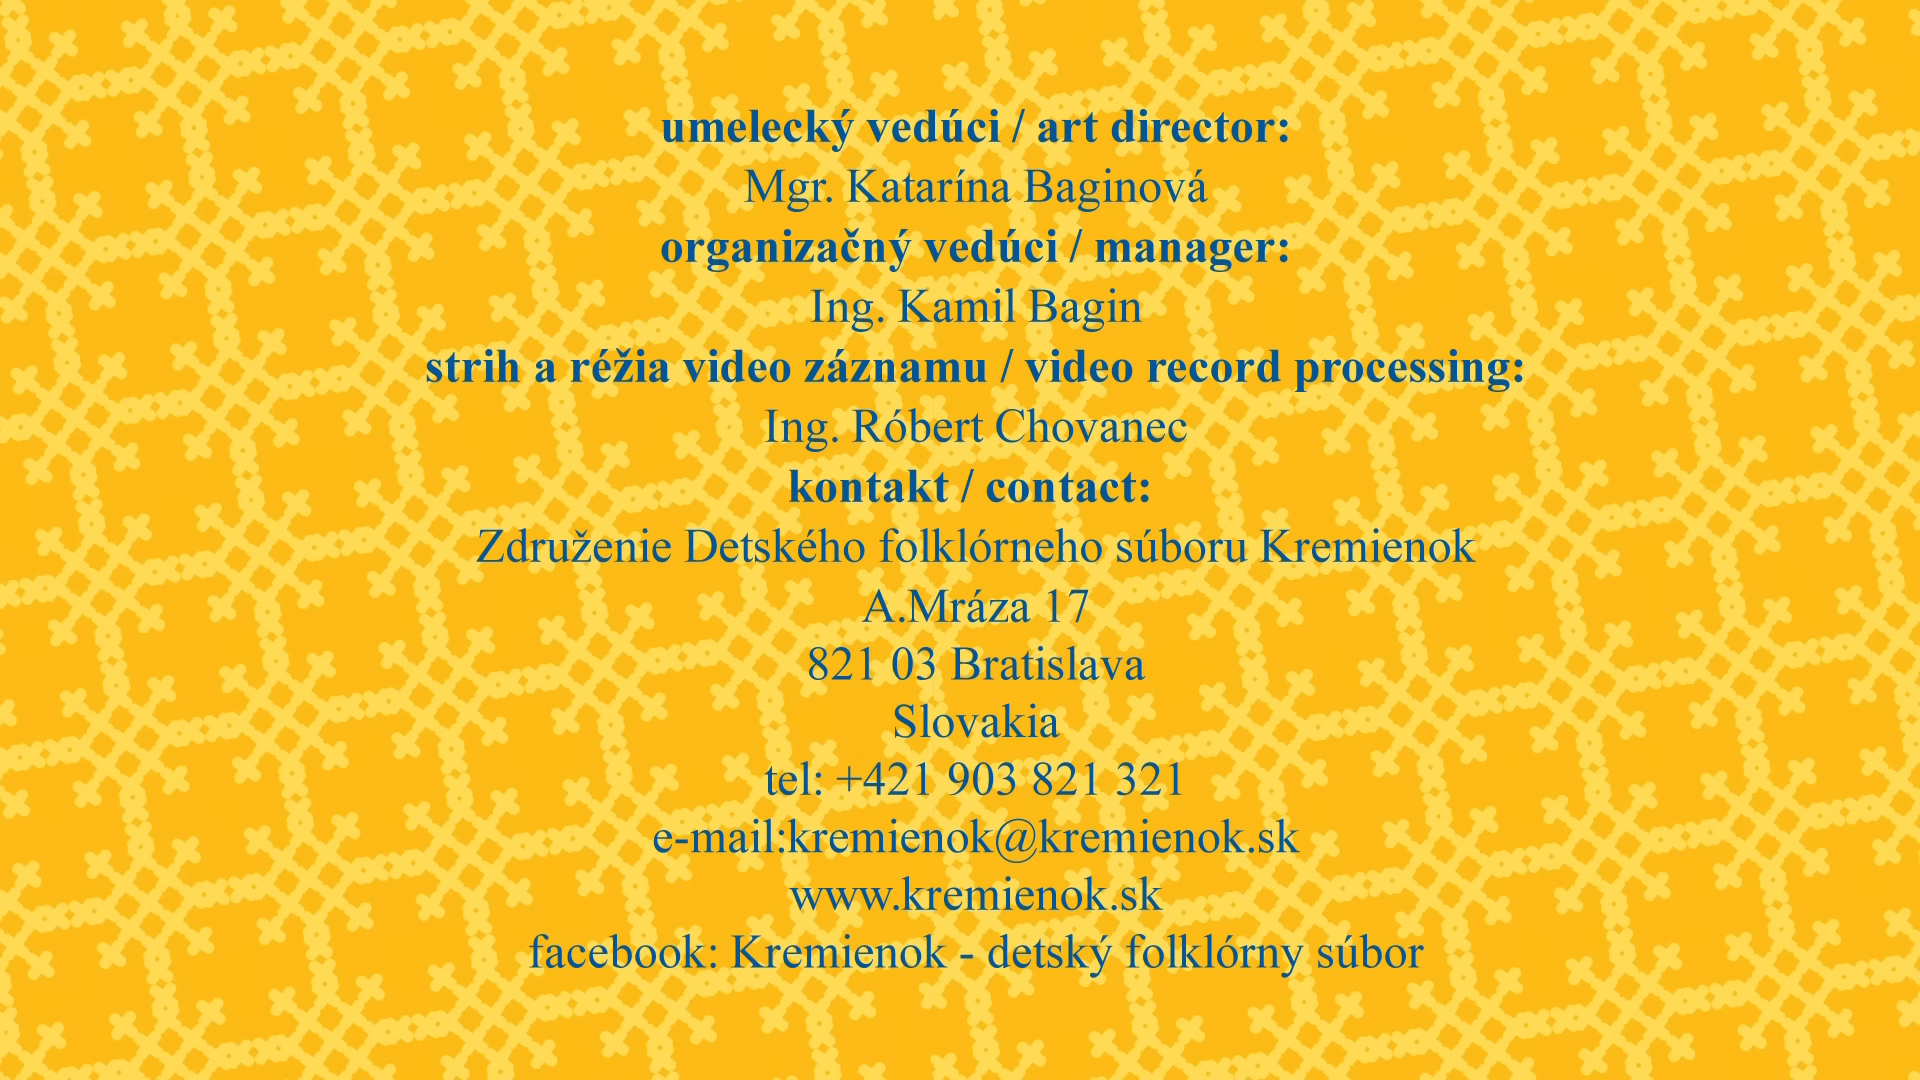 umelecký vedúci / art director:
Mgr. Katarína Baginová
organizačný vedúci / manager:
Ing. Kamil Bagin
strih a réžia video záznamu / video record processing:
Ing. Róbert Chovanec
kontakt / contact:
Združenie Detského folklórneho súboru Kremienok
A.Mráza 17
821 03 Bratislava
Slovakia
tel: +421 903 821 321
e-mail:kremienok@kremienok.sk
www.kremienok.sk
facebook: Kremienok - detský folklórny súbor